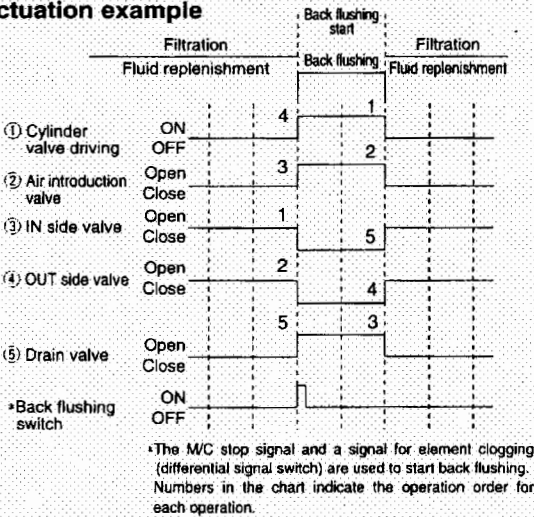 ctuation example
Back flushing
start
Filtration
Back flushing
Filtration
Fluid replenishment
Fluid replenishment
① Cylinder
valve driving
ON
OFF
4
1
② Air introduction
valve
Open
Close
3
2
③ IN side valve
Open
Close
1
5
④ OUT side valve
Open
Close
2
4
⑤ Drain valve
Open
Close
5
3
*Back flushing
switch
ON
OFF
*The M/C stop signal and a signal for element clogging
(differential signal switch) are used to start back flushing.
Numbers in the chart indicate the operation order for
each operation.